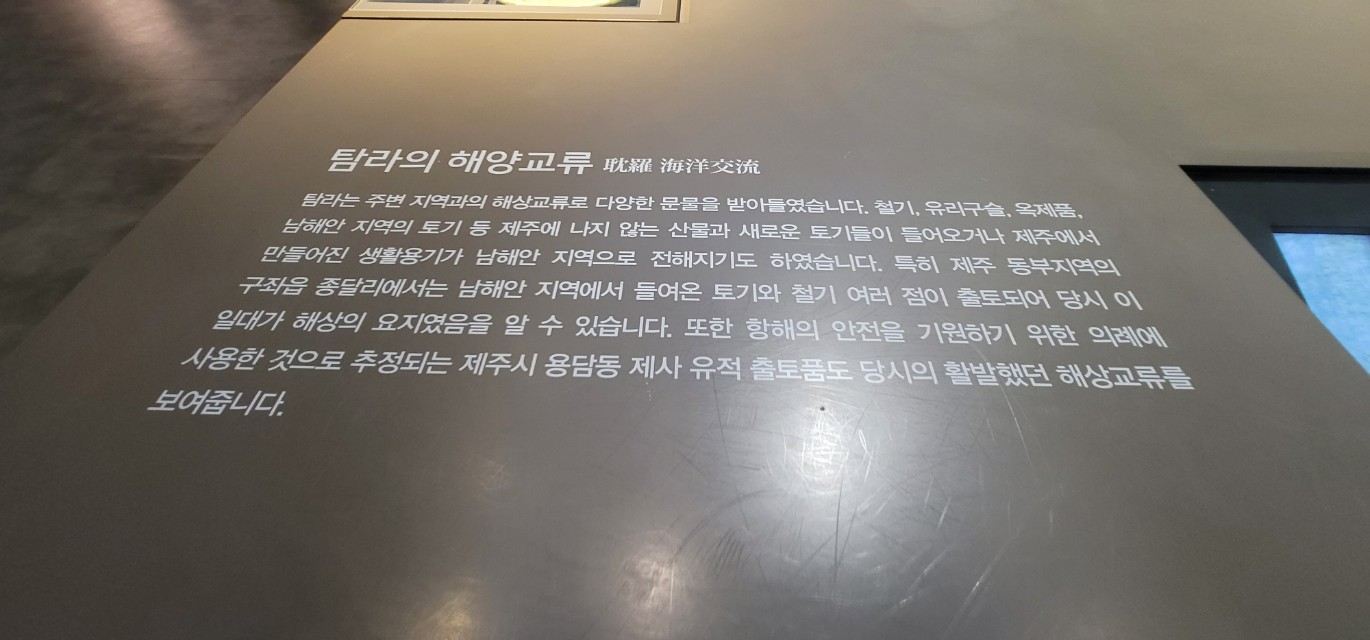 탐라의 해양교류 耽羅 海洋交流
탐라는 주변 지역과의 해상교류로 다양한 문물을 받아들였습니다. 철기, 유리구슬, 옥제품,
남해안 지역의 토기 등 제주에 나지 않는 산물과 새로운 토기들이 들어오거나 제주에서
만들어진 생활용기가 남해안 지역으로 전해지기도 하였습니다. 특히 제주 동부지역의
구좌읍 종달리에서는 남해안 지역에서 들여온 토기와 철기 여러 점이 출토되어 당시 이
일대가 해상의 요지였음을 알 수 있습니다. 또한 항해의 안전을 기원하기 위한 의례에
사용한 것으로 추정되는 제주시 용담동 제사 유적 출토품도 당시의 활발했던 해상교류를
보여줍니다.